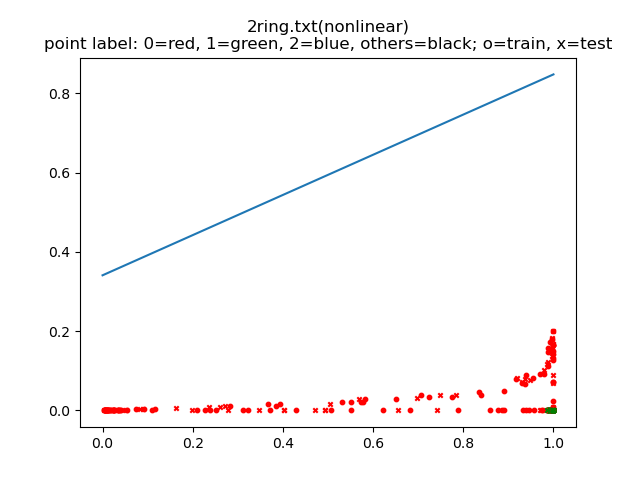 2ring.txt(nonlinear)
point label: 0=red, 1=green, 2=blue, others=black; o=train, x=test
0.8
0.6
0.4
0.2
0.0
0.0 0.2 0.4 0.6 0.8 1.0